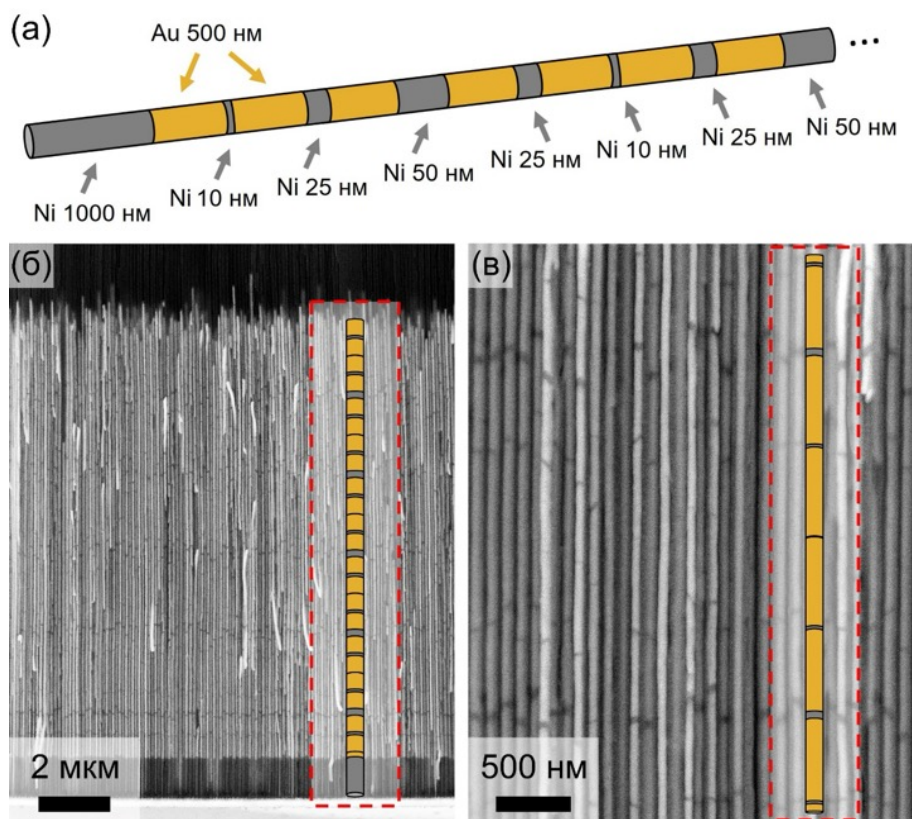 (а)
Au 500 нм
...
Ni 1000 нм
Ni 10 нм
Ni 25 нм
Ni 50 нм
Ni 25 нм
Ni 10 нм
Ni 25 нм
Ni 50 нм
(б)
2 мкм
(в)
500 нм